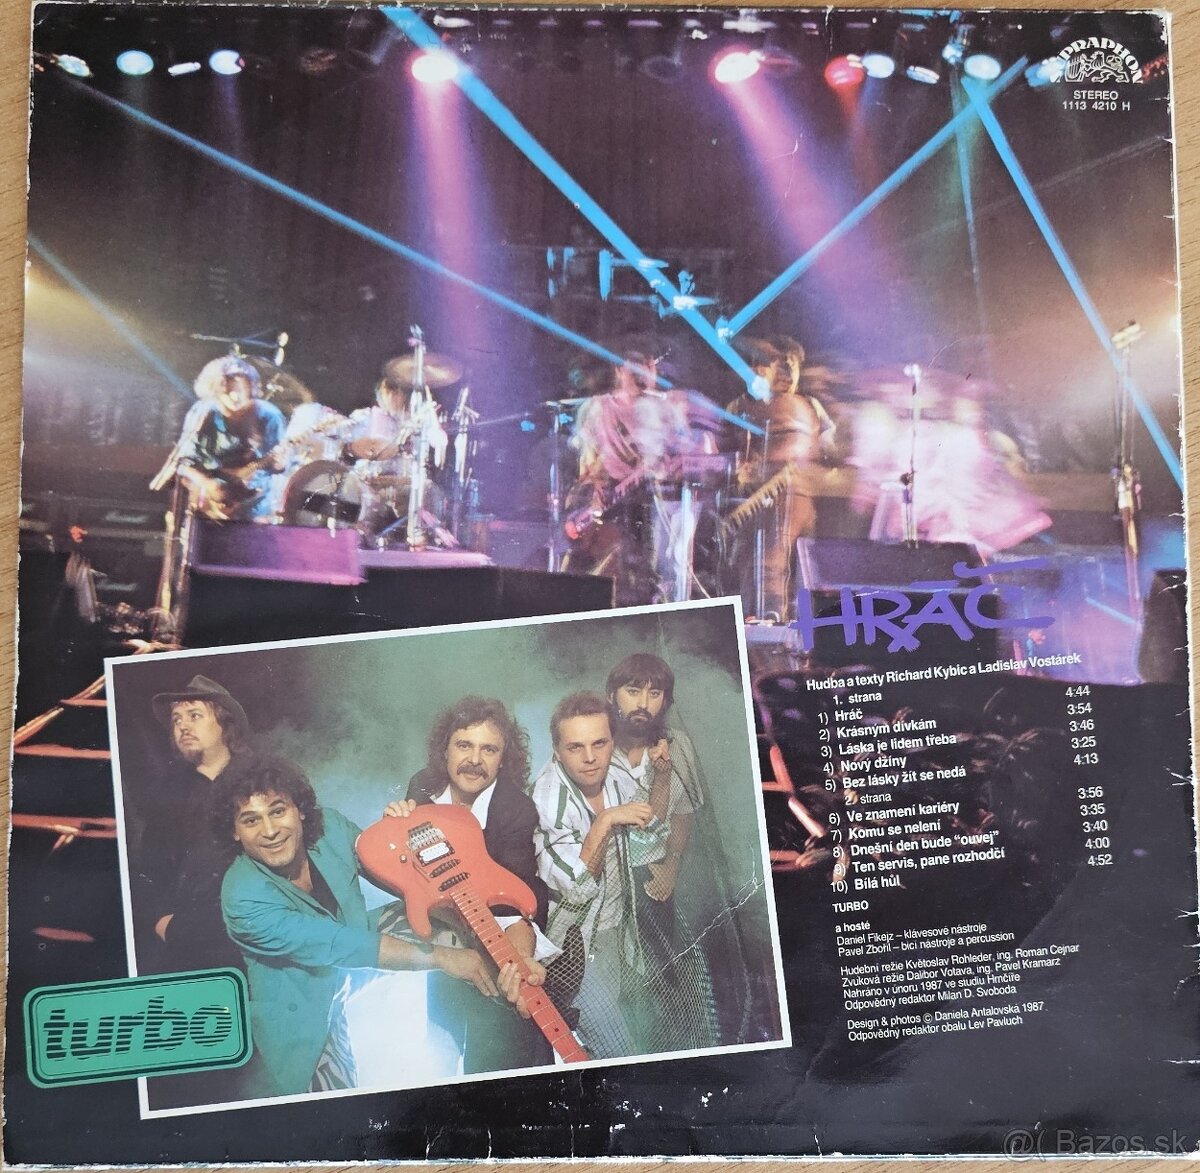 SUPRAPHON
STEREO
1113 4210 H
HRÁČ
Hudba a texty Richard Kybic a Ladislav Vostárek
1. strana
1) Hráč 4:44
2) Krásným dívkám 3:54
3) Láska je lidem třeba 3:46
4) Nový džíny 3:25
5) Bez lásky žít se nedá 4:13
2. strana
6) Ve znamení kariéry 3:56
7) Komu se nelení 3:35
8) Dnešní den bude "ouvej" 3:40
9) Ten servis, pane rozhodčí 4:00
10) Bílá hůl 4:52
TURBO
a hosté
Daniel Fikejz – klávesové nástroje
Pavel Zbořil – bicí nástroje a percussion
Hudební režie Květoslav Rohleder, ing. Roman Cejnar
Zvuková režie Dalibor Votava, ing. Pavel Kramarz
Nahráno v únoru 1987 ve studiu Hrnčíře
Odpovědný redaktor Milan D. Svoboda
Design & photos © Daniela Antalovská 1987
Odpovědný redaktor obalu Lev Pavluch
turbo
Bazos.sk